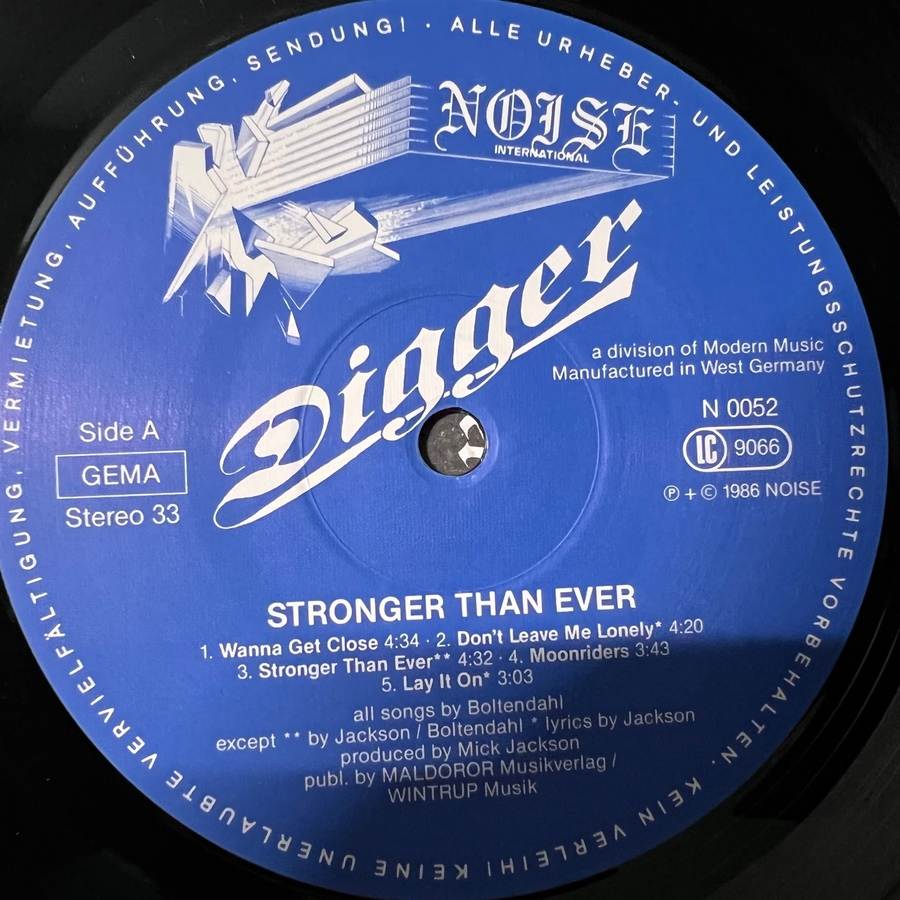 ALLE URHEBER- UND LEISTUNGSSCHUTZRECHTE VORBEHALTEN. KEIN VERLEIH! KEINE UNERLAUBTE VERVIELFÄLTIGUNG, VERMIETUNG, AUFFÜHRUNG, SENDUNG! ·
NOISE
INTERNATIONAL
Digger
a division of Modern Music
Manufactured in West Germany
N 0052
LC 9066
℗ + © 1986 NOISE
Side A
GEMA
Stereo 33
STRONGER THAN EVER
1. Wanna Get Close 4:34 · 2. Don't Leave Me Lonely* 4:20
3. Stronger Than Ever** 4:32 · 4. Moonriders 3:43
5. Lay It On* 3:03
all songs by Boltendahl
except ** by Jackson / Boltendahl * lyrics by Jackson
produced by Mick Jackson
publ. by MALDOROR Musikverlag /
WINTRUP Musik